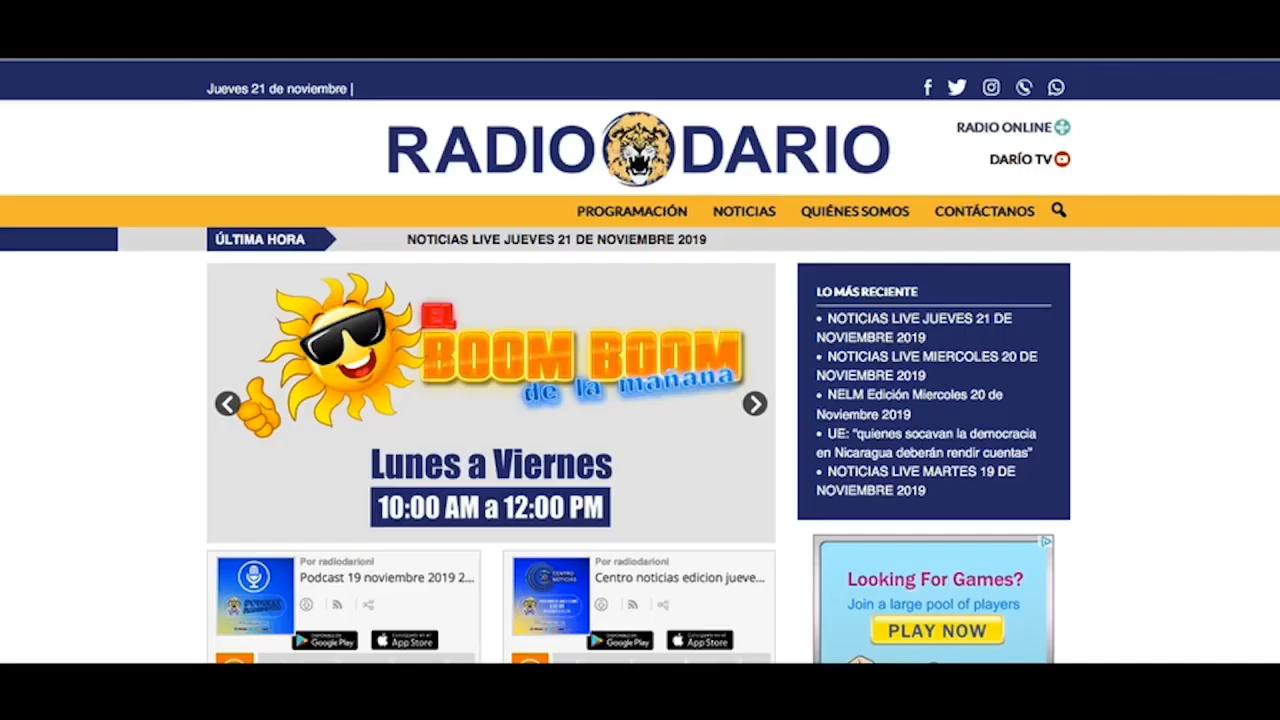 Jueves 21 de noviembre |
RADIO DARIO
RADIO ONLINE
DARÍO TV
PROGRAMACIÓN NOTICIAS QUIÉNES SOMOS CONTÁCTANOS
ÚLTIMA HORA NOTICIAS LIVE JUEVES 21 DE NOVIEMBRE 2019
EL
BOOM BOOM
de la mañana
Lunes a Viernes
10:00 AM a 12:00 PM
LO MÁS RECIENTE
• NOTICIAS LIVE JUEVES 21 DE
NOVIEMBRE 2019
• NOTICIAS LIVE MIERCOLES 20 DE
NOVIEMBRE 2019
• NELM Edición Miercoles 20 de
Noviembre 2019
• UE: “quienes socavan la democracia
en Nicaragua deberán rendir cuentas”
• NOTICIAS LIVE MARTES 19 DE
NOVIEMBRE 2019
Por radiodarioni
Podcast 19 noviembre 2019 2...
Google Play
App Store
Por radiodarioni
Centro noticias edicion jueve...
CENTRO
NOTICIAS
Google Play
App Store
Looking For Games?
Join a large pool of players
PLAY NOW